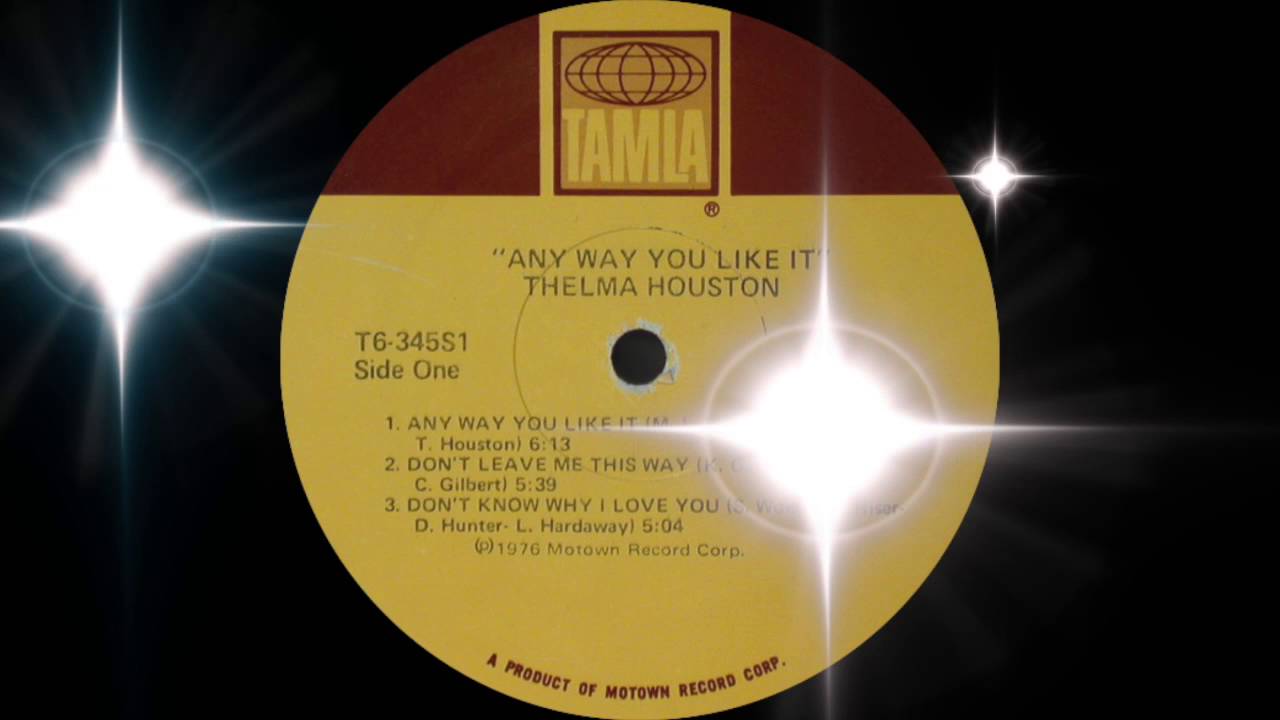 TAMLA
®
"ANY WAY YOU LIKE IT"
THELMA HOUSTON
T6-345S1
Side One
1. ANY WAY YOU LIKE IT (M.
T. Houston) 6:13
2. DON'T LEAVE ME THIS WAY (K.
C. Gilbert) 5:39
3. DON'T KNOW WHY I LOVE YOU (S.
D. Hunter- L. Hardaway) 5:04
Ⓟ1976 Motown Record Corp.
A PRODUCT OF MOTOWN RECORD CORP.